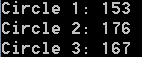 Circle 1: 153
Circle 2: 176
Circle 3: 167